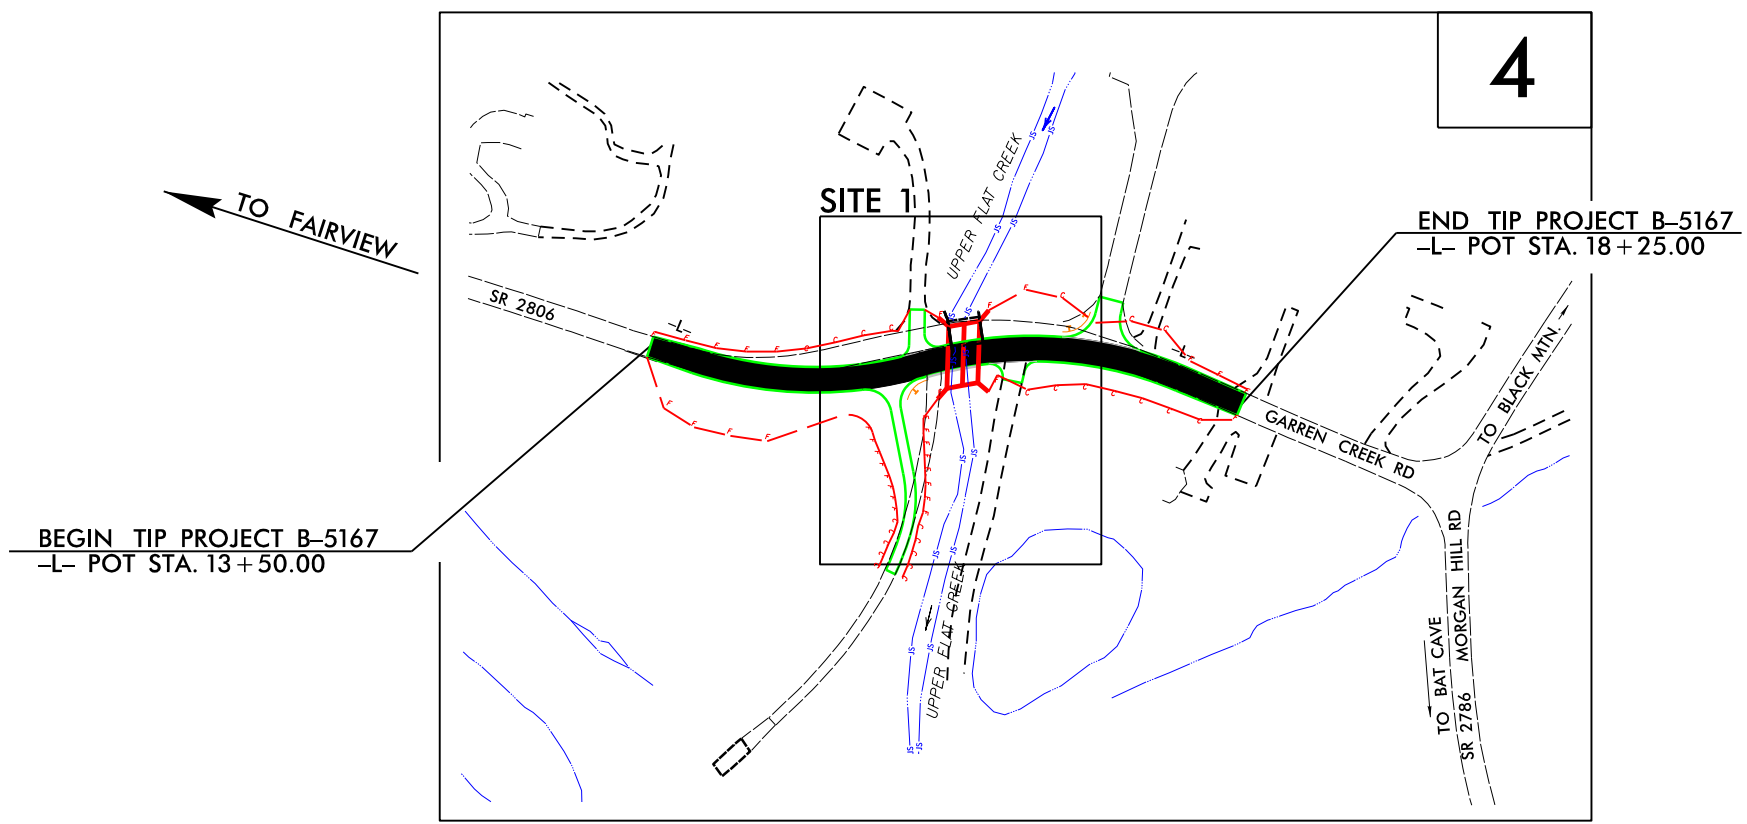 4
SITE 1
UPPER FLAT CREEK
TO FAIRVIEW
END TIP PROJECT B–5167
–L– POT STA. 18+25.00
SR 2806
–L–
–L–
TO BLACK MTN.
GARREN CREEK RD
BEGIN TIP PROJECT B–5167
–L– POT STA. 13+50.00
UPPER FLAT CREEK
TO BAT CAVE
SR 2786 MORGAN HILL RD